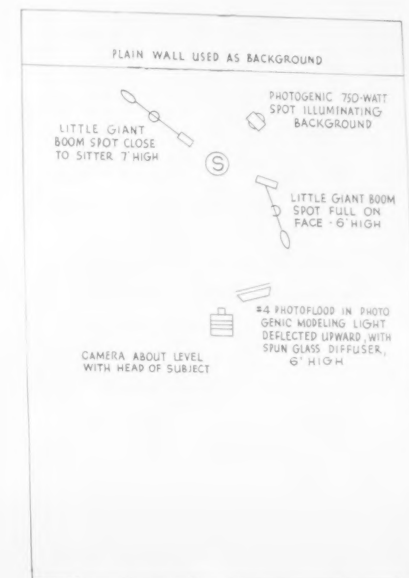 PLAIN WALL USED AS BACKGROUND
PHOTOGENIC 750-WATT
SPOT ILLUMINATING
BACKGROUND
LITTLE GIANT
BOOM SPOT CLOSE
TO SITTER 7' HIGH
S
LITTLE GIANT BOOM
SPOT FULL ON
FACE - 6' HIGH
#4 PHOTOFLOOD IN PHOTO
GENIC MODELING LIGHT
DEFLECTED UPWARD, WITH
SPUN GLASS DIFFUSER,
6' HIGH
CAMERA ABOUT LEVEL
WITH HEAD OF SUBJECT